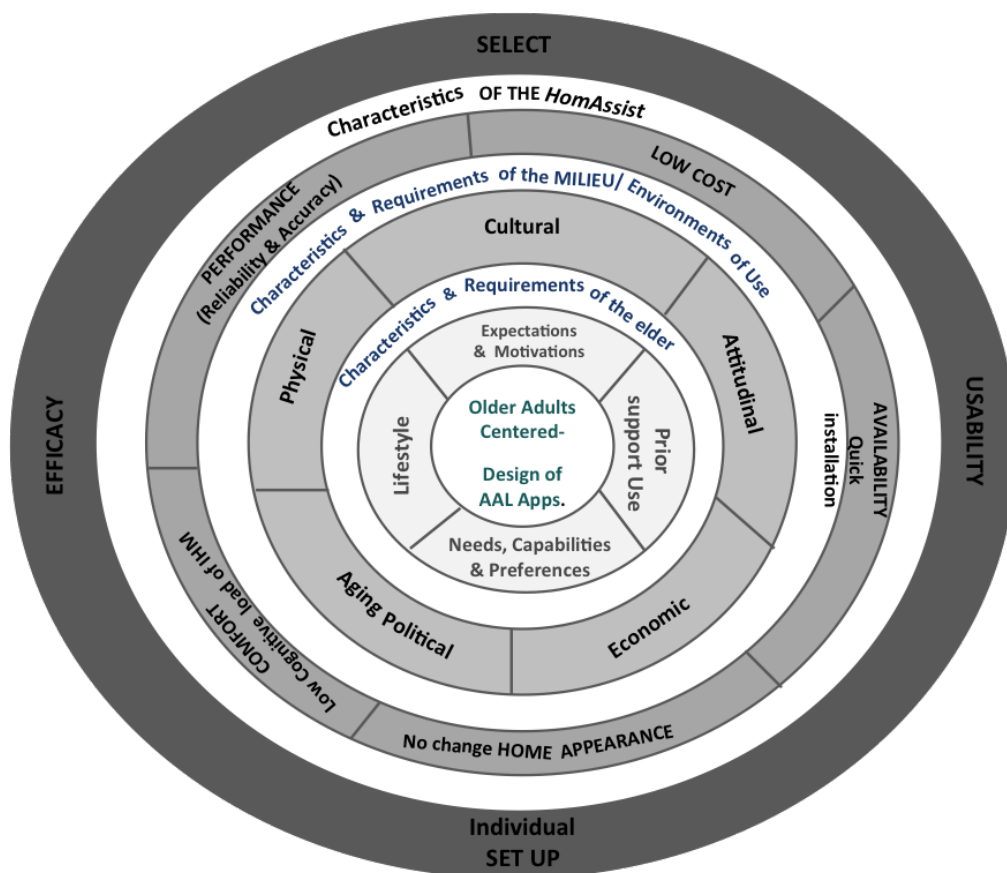 SELECT
Characteristics OF THE HomAssist
PERFORMANCE
(Reliability & Accuracy)
LOW COST
Characteristics & Requirements of the MILIEU/ Environments of Use
Cultural
Physical
Attitudinal
Characteristics & Requirements of the elder
Expectations
& Motivations
Lifestyle
Older Adults
Centered-
Design of
AAL Apps.
Prior
support Use
Needs, Capabilities
& Preferences
Aging Political
Economic
AVAILABILITY
Quick
installation
EFFICACY
USABILITY
Low Cognitive load of IHM
COMFORT
No change HOME APPEARANCE
Individual
SET UP